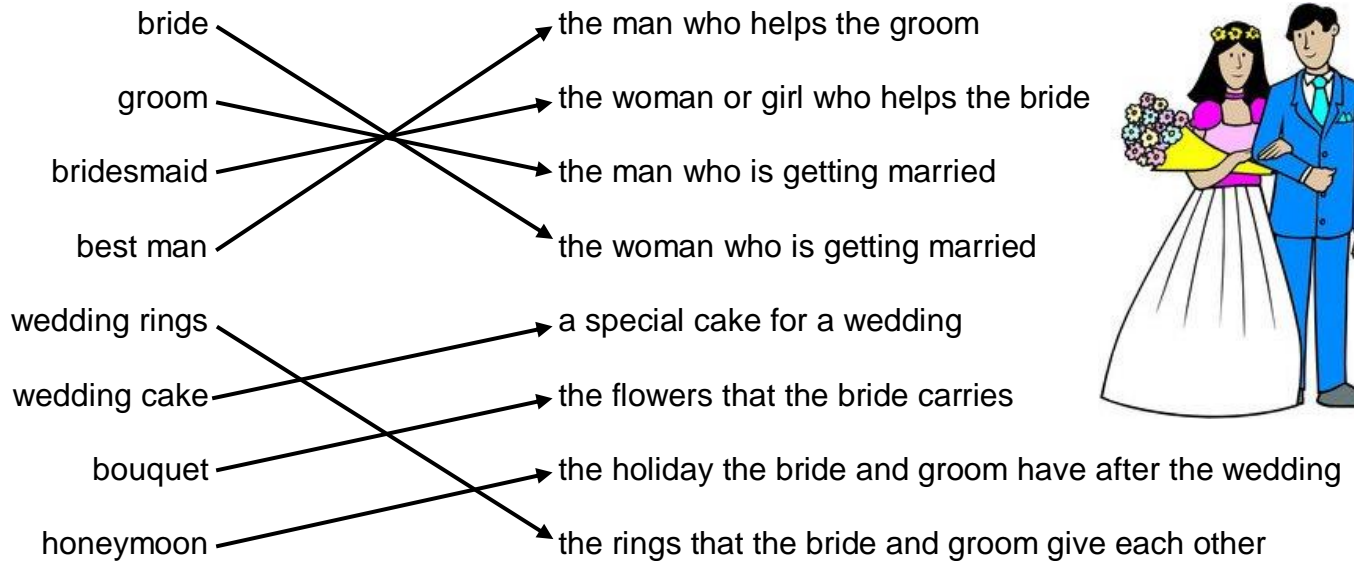 bride the man who helps the groom
groom the woman or girl who helps the bride
bridesmaid the man who is getting married
best man the woman who is getting married
wedding rings a special cake for a wedding
wedding cake the flowers that the bride carries
bouquet the holiday the bride and groom have after the wedding
honeymoon the rings that the bride and groom give each other